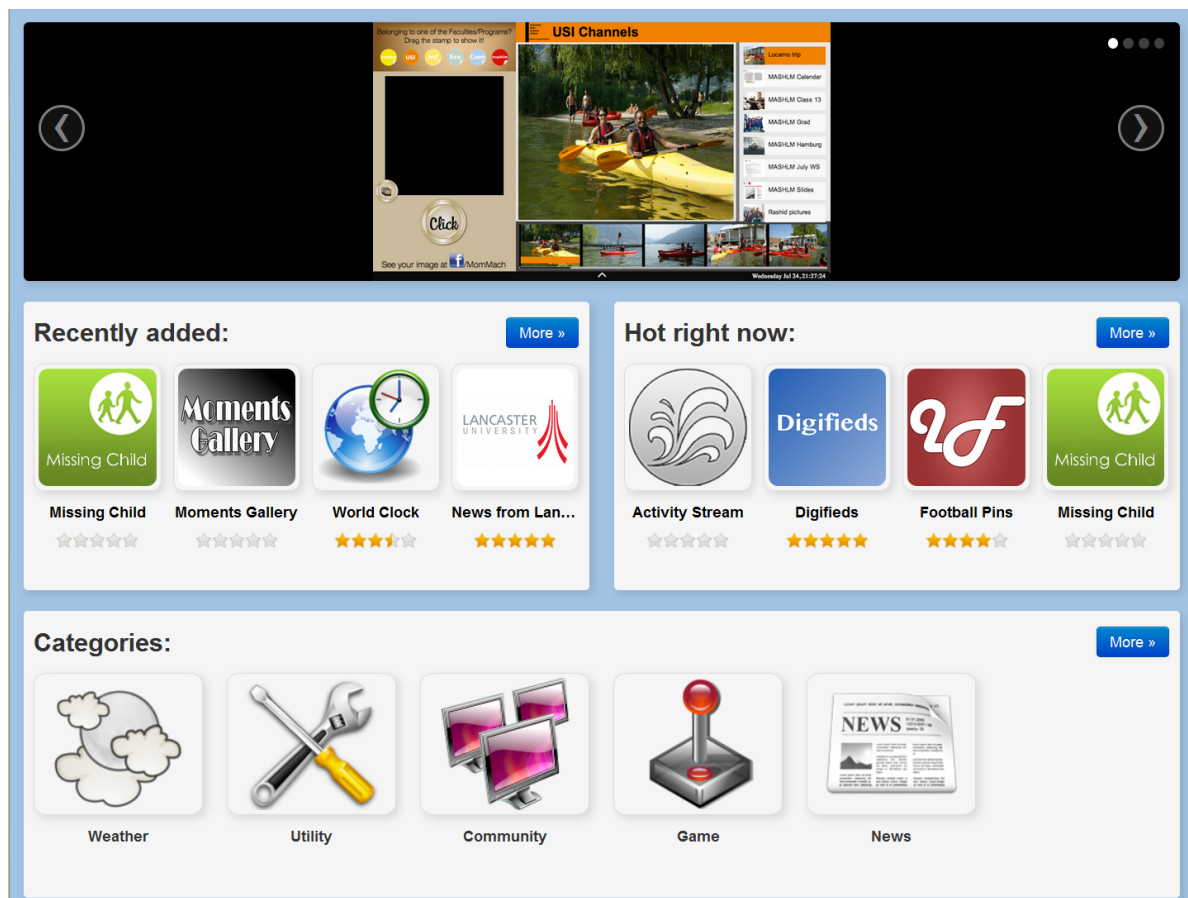 Belonging to one of the Faculties/Programs?
Drag the stamp to show it!
USI
Inf
Eco
Com
Click
See your image at f/MomMach
USI Channels
Locarno trip
MASHLM Calendar
MASHLM Class 13
MASHLM Grad
MASHLM Hamburg
MASHLM July WS
MASHLM Slides
Rashid pictures
Wednesday Jul 24, 21:27:24
Recently added:
More »
Missing Child
Moments
Gallery
LANCASTER
UNIVERSITY
Missing Child
Moments Gallery
World Clock
News from Lan...
Hot right now:
More »
Digifieds
Missing Child
Activity Stream
Digifieds
Football Pins
Missing Child
Categories:
More »
NEWS
Weather
Utility
Community
Game
News